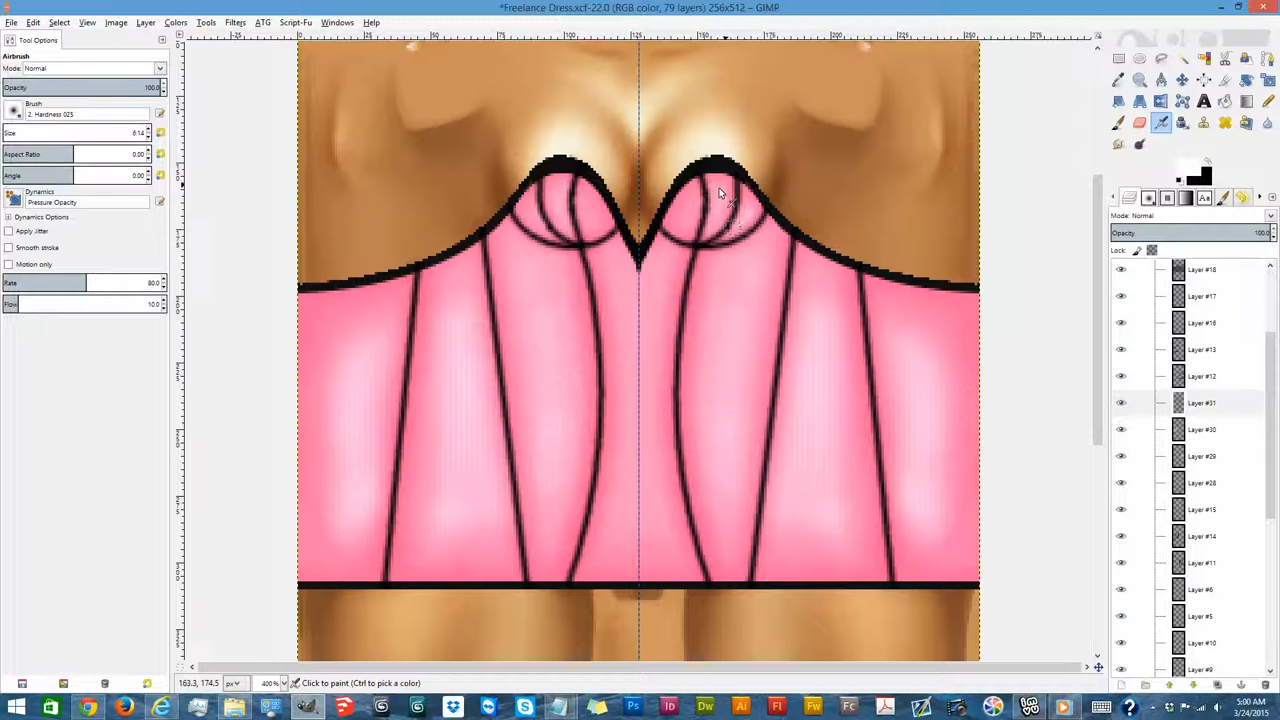 *Freelance Dress.xcf-22.0 (RGB color, 79 layers) 256x512 – GIMP
File Edit Select View Image Layer Colors Tools Filters ATG Script-Fu Windows Help
Tool Options
Airbrush
Mode: Normal
Opacity 100.0
Brush
2. Hardness 025
Size 6.14
Aspect Ratio 0.00
Angle 0.00
Dynamics
Pressure Opacity
Dynamics Options
Apply Jitter
Smooth stroke
Motion only
Rate 80.0
Flow 10.0
Mode: Normal
Opacity 100.0
Lock:
Layer #18
Layer #17
Layer #16
Layer #13
Layer #12
Layer #31
Layer #30
Layer #29
Layer #28
Layer #15
Layer #14
Layer #11
Layer #6
Layer #5
Layer #10
Layer #9
163.3, 174.5 px 400% Click to paint (Ctrl to pick a color)
5:00 AM
3/24/2015